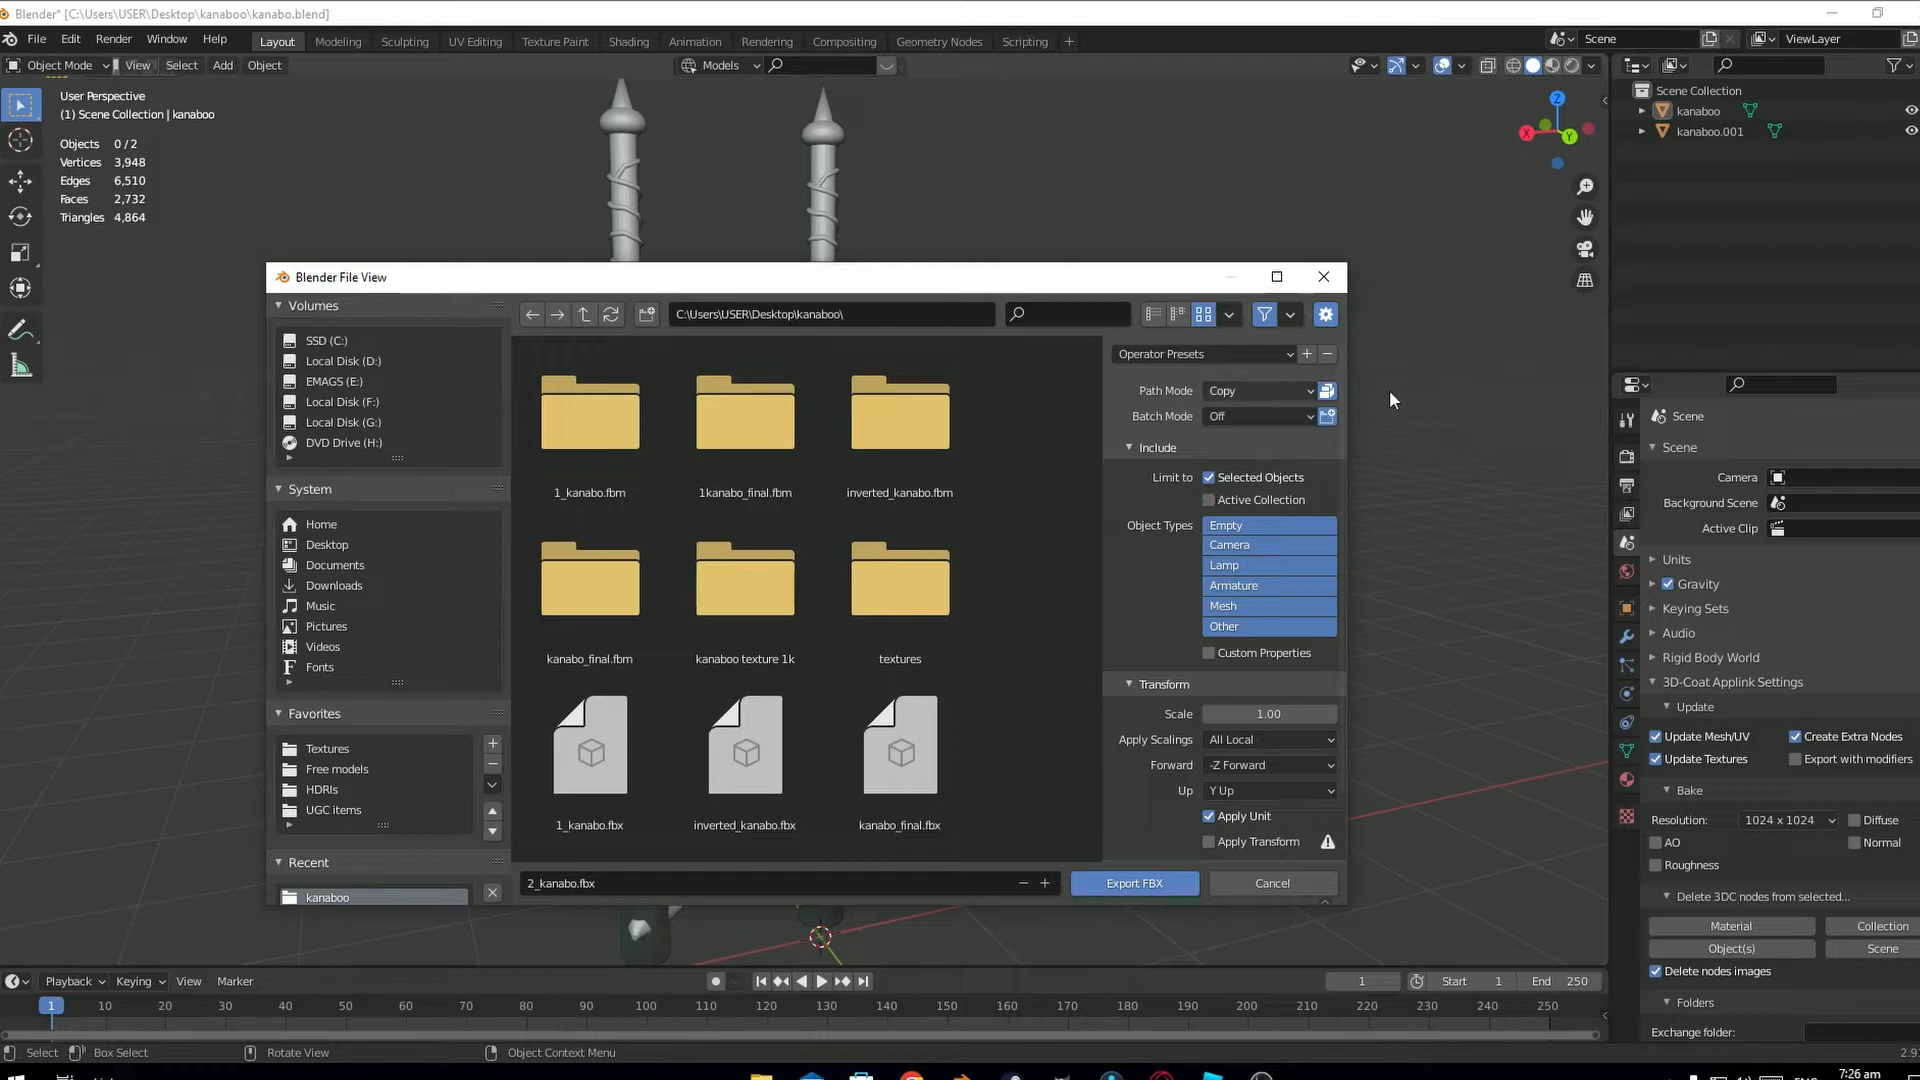 Blender* [C:\Users\USER\Desktop\kanaboo\kanabo.blend]
File Edit Render Window Help Layout Modeling Sculpting UV Editing Texture Paint Shading Animation Rendering Compositing Geometry Nodes Scripting + Scene ViewLayer
Object Mode View Select Add Object Models
User Perspective
(1) Scene Collection | kanaboo
Objects 0 / 2
Vertices 3,948
Edges 6,510
Faces 2,732
Triangles 4,864
Z
X
Y
Scene Collection
kanaboo
kanaboo.001
Blender File View
Volumes
SSD (C:)
Local Disk (D:)
EMAGS (E:)
Local Disk (F:)
Local Disk (G:)
DVD Drive (H:)
System
Home
Desktop
Documents
Downloads
Music
Pictures
Videos
Fonts
Favorites
Textures
Free models
HDRIs
UGC items
Recent
kanaboo
C:\Users\USER\Desktop\kanaboo\
1_kanabo.fbm 1kanabo_final.fbm inverted_kanabo.fbm
kanabo_final.fbm kanaboo texture 1k textures
1_kanabo.fbx inverted_kanabo.fbx kanabo_final.fbx
2_kanabo.fbx
Export FBX Cancel
Operator Presets
Path Mode Copy
Batch Mode Off
Include
Limit to Selected Objects
Active Collection
Object Types Empty
Camera
Lamp
Armature
Mesh
Other
Custom Properties
Transform
Scale 1.00
Apply Scalings All Local
Forward -Z Forward
Up Y Up
Apply Unit
Apply Transform
Scene
Scene
Camera
Background Scene
Active Clip
Units
Gravity
Keying Sets
Audio
Rigid Body World
3D-Coat Applink Settings
Update
Update Mesh/UV Create Extra Nodes
Update Textures Export with modifiers
Bake
Resolution: 1024 x 1024 Diffuse
AO Normal
Roughness
Delete 3DC nodes from selected...
Material Collection
Object(s) Scene
Delete nodes images
Folders
Exchange folder:
Playback Keying View Marker 1 Start 1 End 250
1 10 20 30 40 50 60 70 80 90 100 110 120 130 140 150 160 170 180 190 200 210 220 230 240 250
Select Box Select Rotate View Object Context Menu
7:26 am